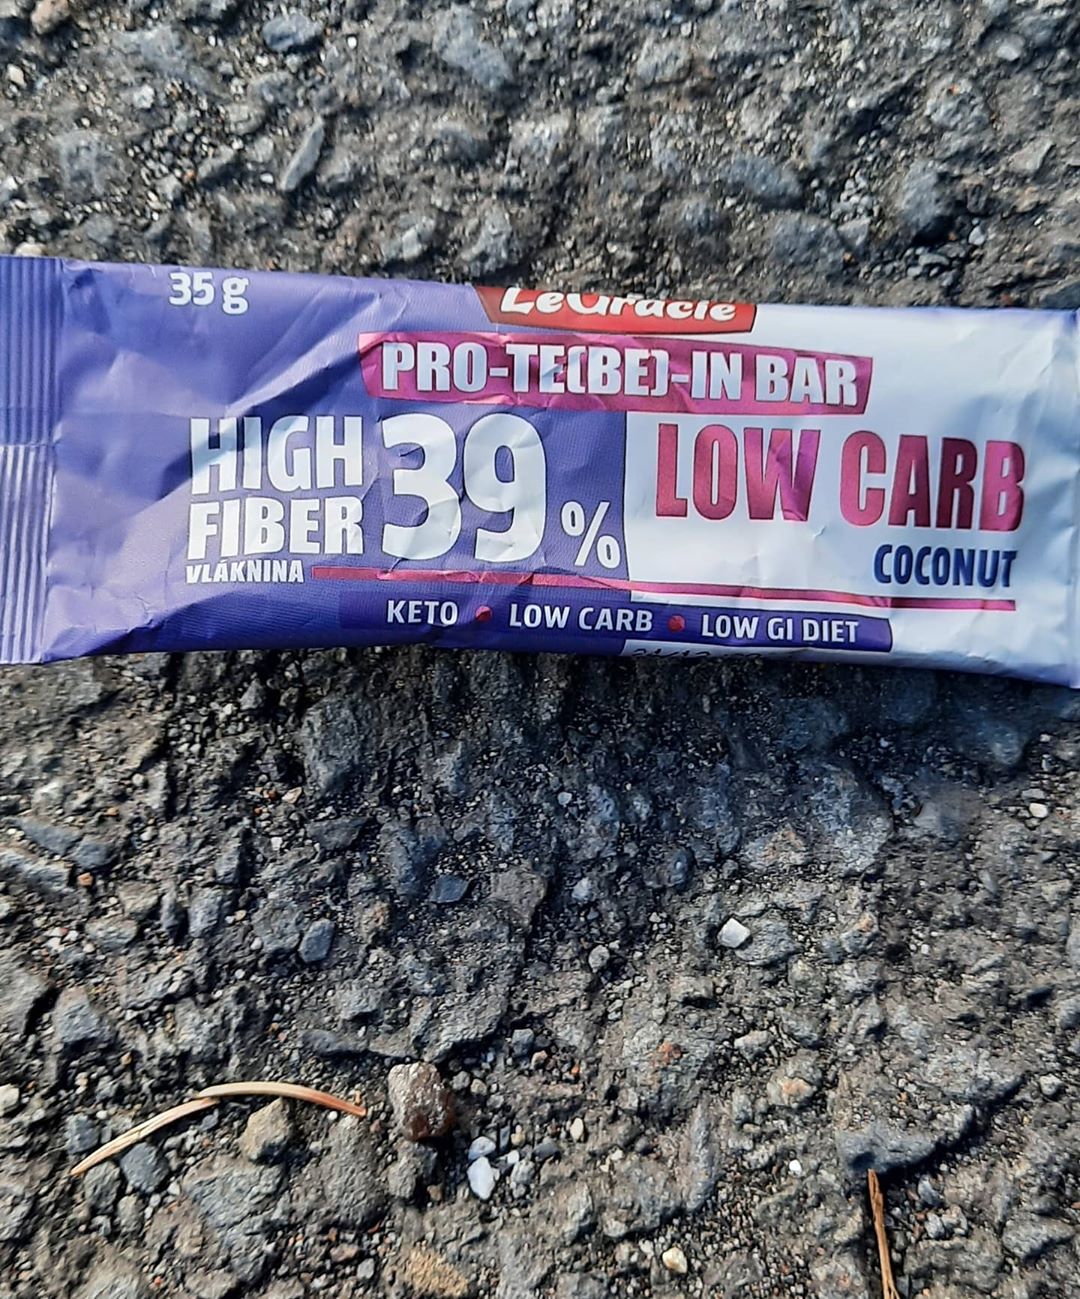 35 g
LeGracie
PRO-TE(BE)-IN BAR
HIGH
FIBER
39 %
VLÁKNINA
LOW CARB
COCONUT
KETO • LOW CARB • LOW GI DIET